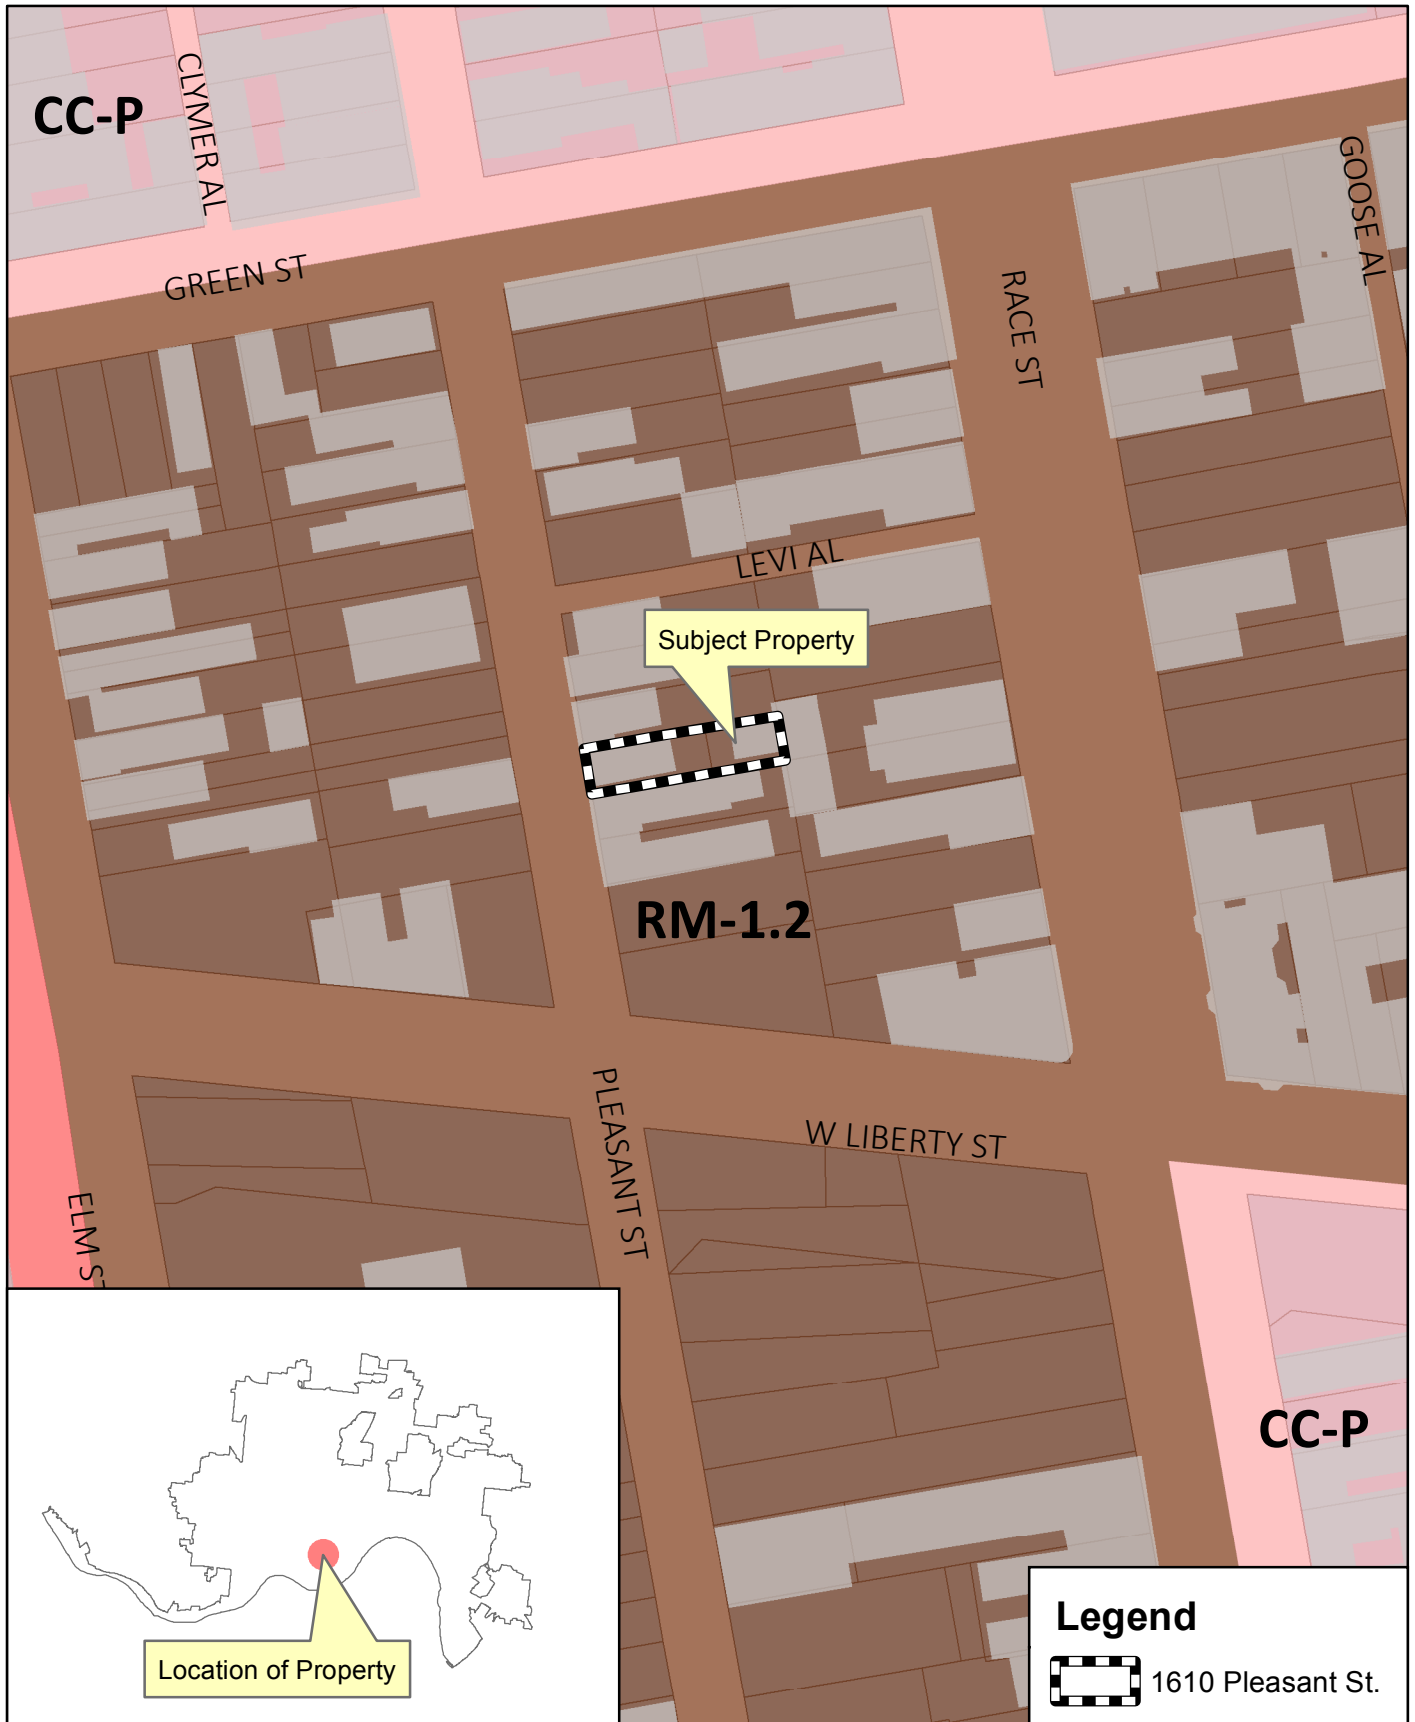 CC-P
CLYMER AL
GOOSE AL
GREEN ST
RACE ST
LEVI AL
Subject Property
RM-1.2
PLEASANT ST
W LIBERTY ST
ELM ST
CC-P
Location of Property
Legend
1610 Pleasant St.